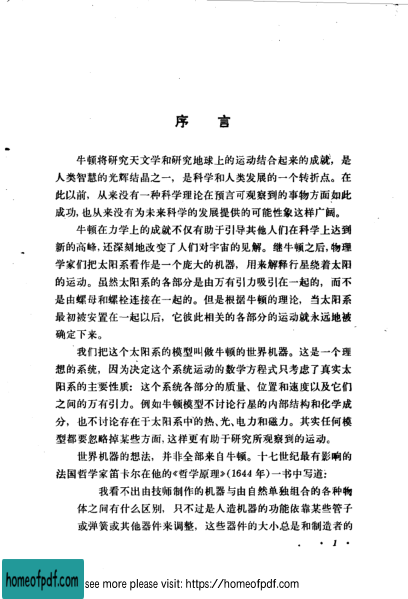 序 言
牛顿将研究天文学和研究地球上的运动结合起来的成就，是
人类智慧的光辉结晶之一，是科学和人类发展的一个转折点。在
此以前，从来没有一种科学理论在预言可观察到的事物方面如此
成功，也从来没有为未来科学的发展提供的可能性象这样广阔。
牛顿在力学上的成就不仅有助于引导其他人们在科学上达到
新的高峰，还深刻地改变了人们对宇宙的见解。继牛顿之后，物理
学家们把太阳系看作是一个庞大的机器，用来解释行星绕着太阳
的运动。虽然太阳系的各部分是由万有引力吸引在一起的，而不
是由螺母和螺栓连接在一起的。但是根据牛顿的理论，当太阳系
最初被安置在一起以后，它彼此相关的各部分的运动就永远地被
确定下来。
我们把这个太阳系的模型叫做牛顿的世界机器。这是一个理
想的系统，因为决定这个系统运动的数学方程式只考虑了真实太
阳系的主要性质：这个系统各部分的质量、位置和速度以及它们
之间的万有引力。例如牛顿模型不讨论行星的内部结构和化学成
分，也不讨论存在于太阳系中的热、光、电力和磁力。其实任何模
型都要忽略掉某些方面，这样更有助于研究所观察到的运动。
世界机器的想法，并非全部来自牛顿。十七世纪最有影响的
法国哲学家笛卡尔在他的《哲学原理》(1644年)一书中写道：
我看不出由技师制作的机器与由自然单独组合的各种物
体之间有什么区别，只不过是人造机器的功能依靠某些管子
或弹簧或其他器件来调整，这些器件的大小总是和制造者的
· 1 ·
homeofpdf.com
see more please visit: https://homeofpdf.com